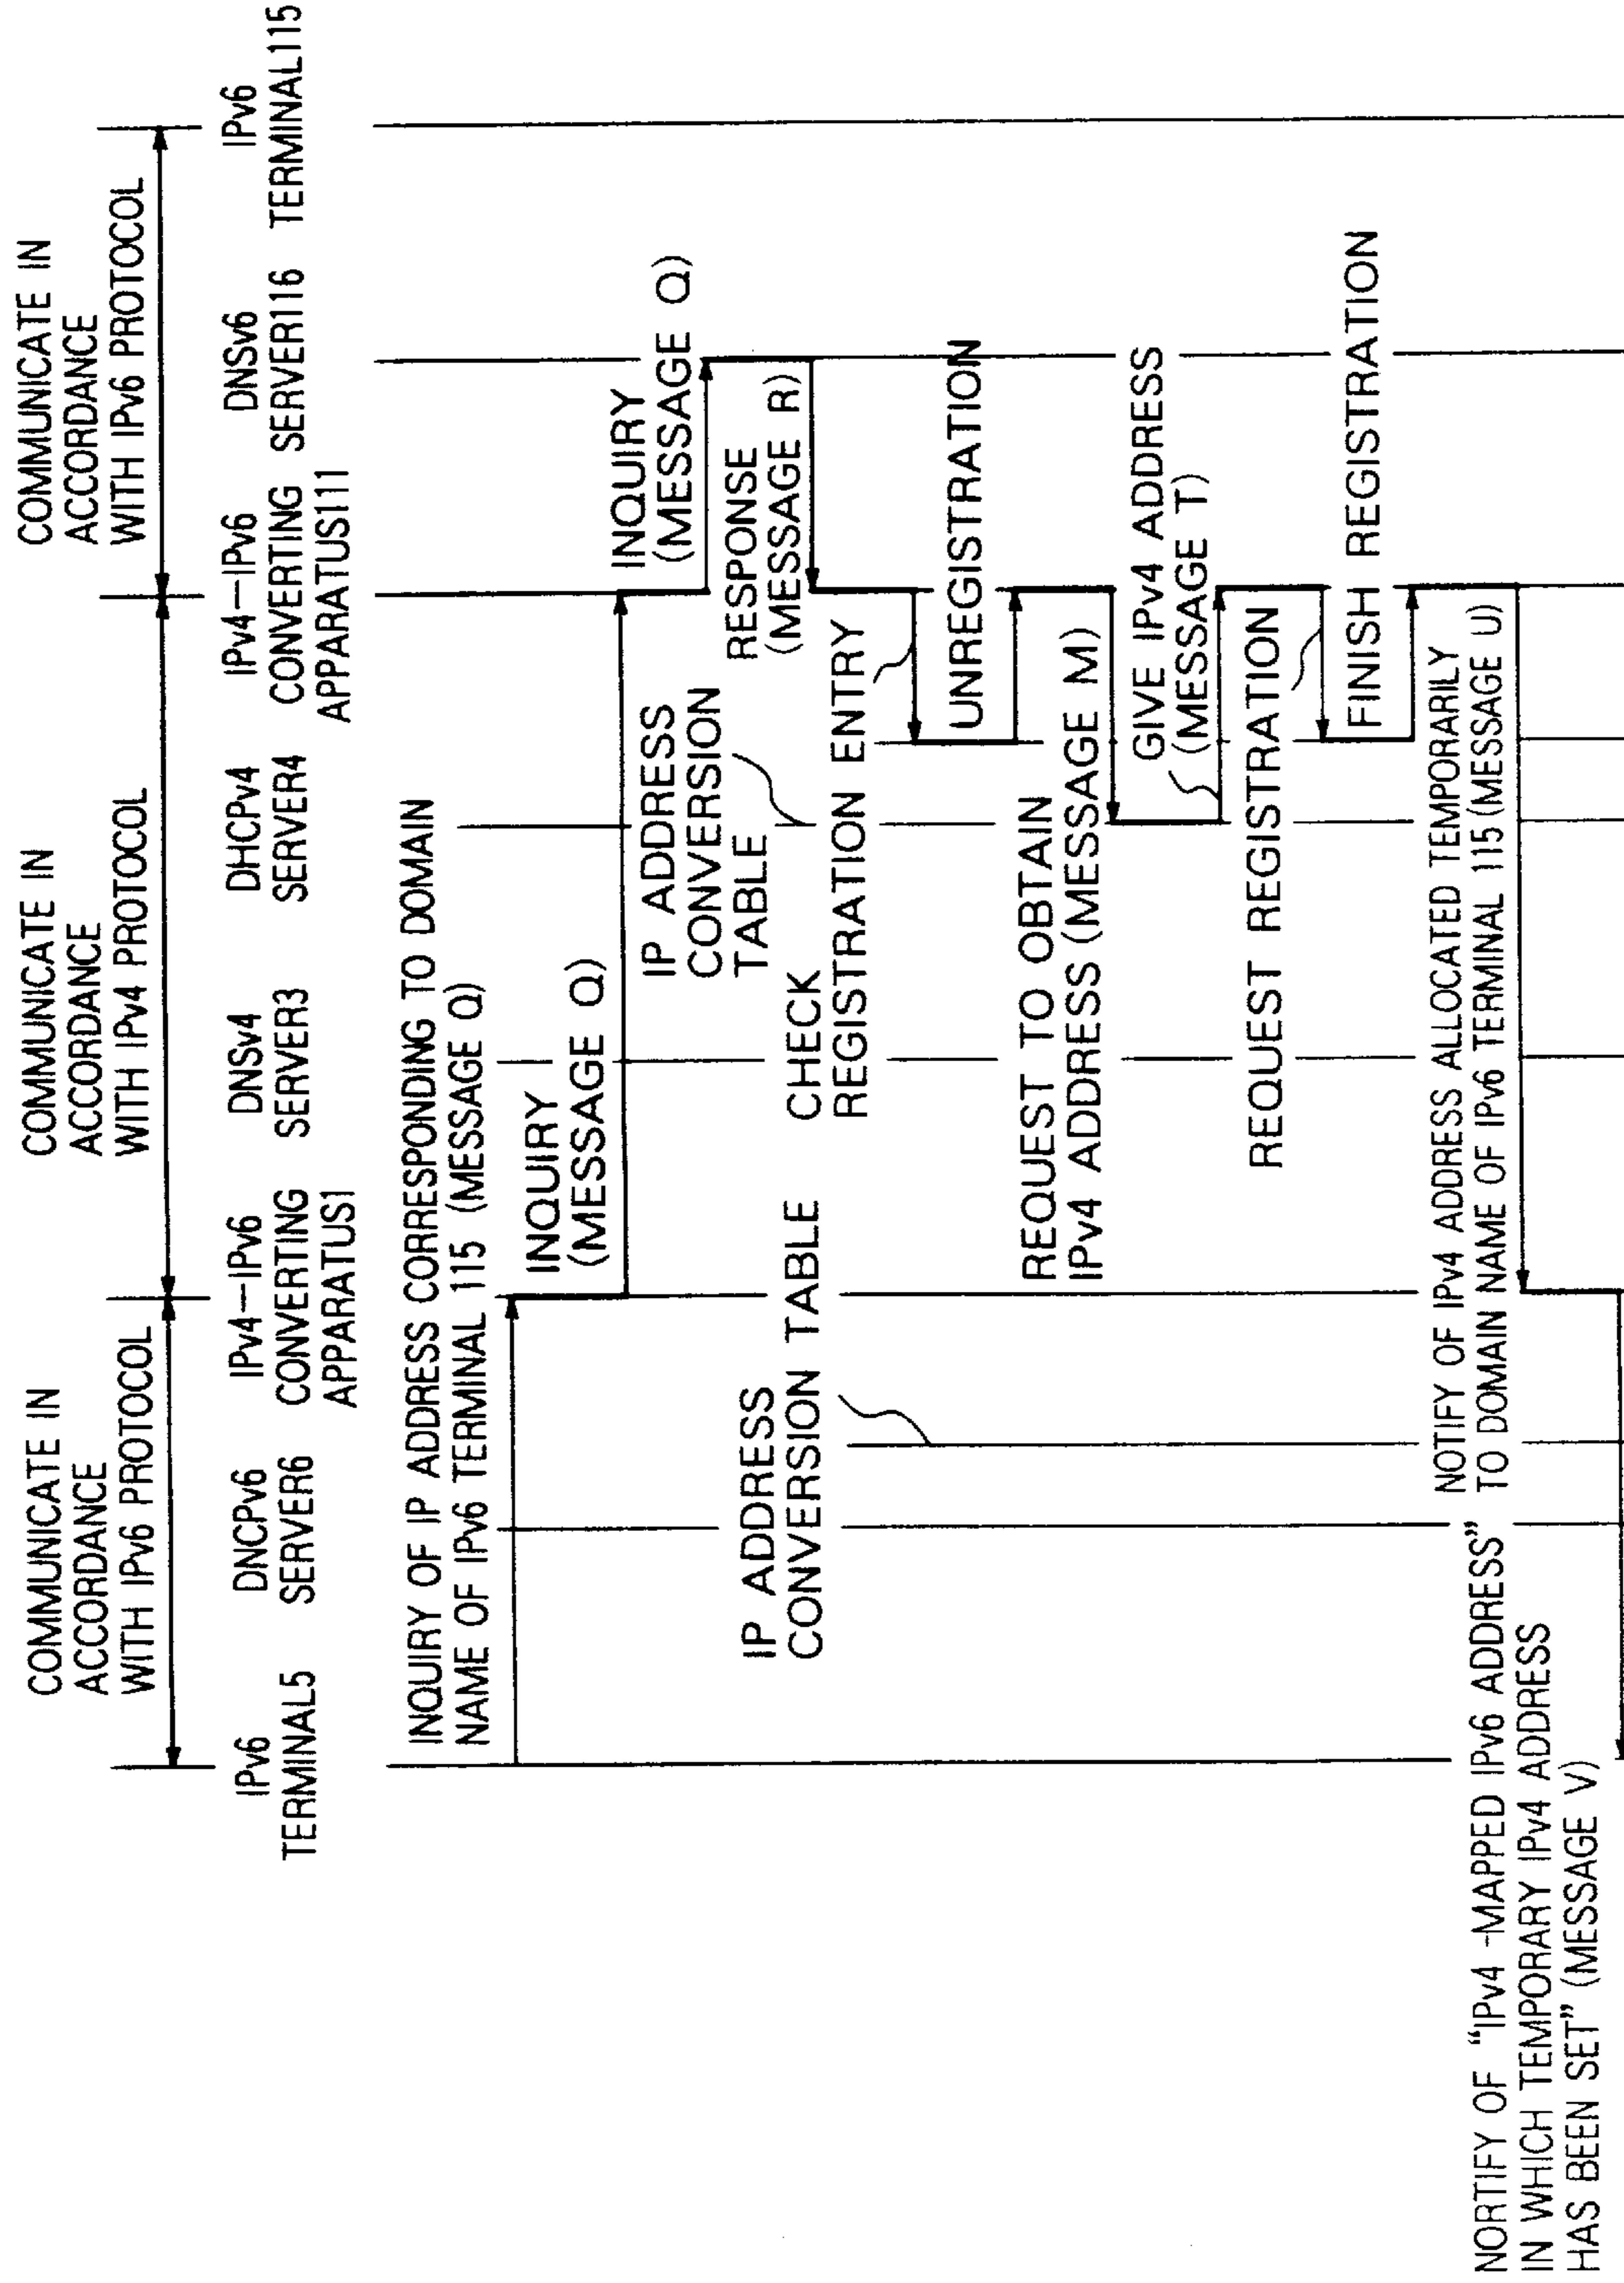 COMMUNICATE IN
ACCORDANCE
WITH IPv6 PROTOCOL
COMMUNICATE IN
ACCORDANCE
WITH IPv4 PROTOCOL
COMMUNICATE IN
ACCORDANCE
WITH IPv6 PROTOCOL
IPv6
TERMINAL5
DNCPv6
SERVER6
IPv4—IPv6
CONVERTING
APPARATUS1
DNSv4
SERVER3
DHCPv4
SERVER4
IPv4—IPv6
CONVERTING
APPARATUS111
DNSv6
SERVER116
IPv6
TERMINAL115
INQUIRY OF IP ADDRESS CORRESPONDING TO DOMAIN
NAME OF IPv6 TERMINAL 115 (MESSAGE Q)
INQUIRY
(MESSAGE Q)
INQUIRY
(MESSAGE Q)
IP ADDRESS
CONVERSION
TABLE
RESPONSE
(MESSAGE R)
IP ADDRESS
CONVERSION TABLE
CHECK
REGISTRATION ENTRY
UNREGISTRATION
REQUEST TO OBTAIN
IPv4 ADDRESS (MESSAGE M)
GIVE IPv4 ADDRESS
(MESSAGE T)
REQUEST REGISTRATION
FINISH REGISTRATION
NOTIFY OF IPv4 ADDRESS ALLOCATED TEMPORARILY
TO DOMAIN NAME OF IPv6 TERMINAL 115 (MESSAGE U)
NORTIFY OF “IPv4 -MAPPED IPv6 ADDRESS”
IN WHICH TEMPORARY IPv4 ADDRESS
HAS BEEN SET” (MESSAGE V)